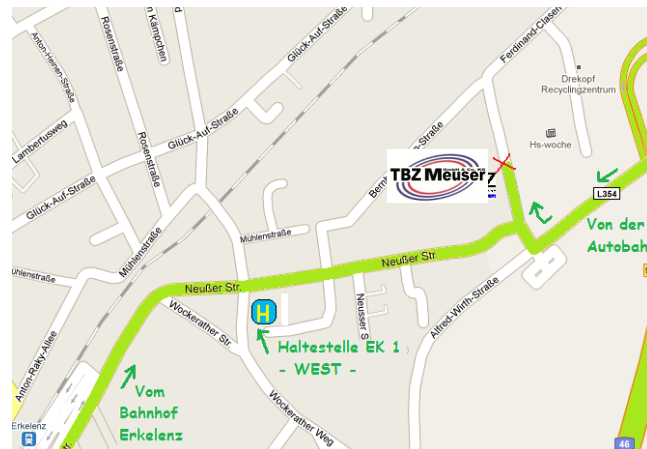 Am Kämpchen
Anton-Heinen-Straße
Rosenstraße
Glück-Auf-Straße
Ferdinand-Clasen
Drekopf
Recyclingzentrum
Lambertusweg
Rosenstraße
Glück-Auf-Straße
Hs-woche
Glück-Auf-Straße
TBZ Meuser
L354
Von der
Autobah
Mühlenstraße
Mühlenstraße
Mühlenstraße
Neußer Str.
Neußer Str.
Wockerather Str.
H
Neusser S
Alfred-Wirth-Straße
Anton-Raky-Allee
Haltestelle EK 1
- WEST -
Vom
Bahnhof
Erkelenz
Wockerather Weg
Erkelenz
Str.
46